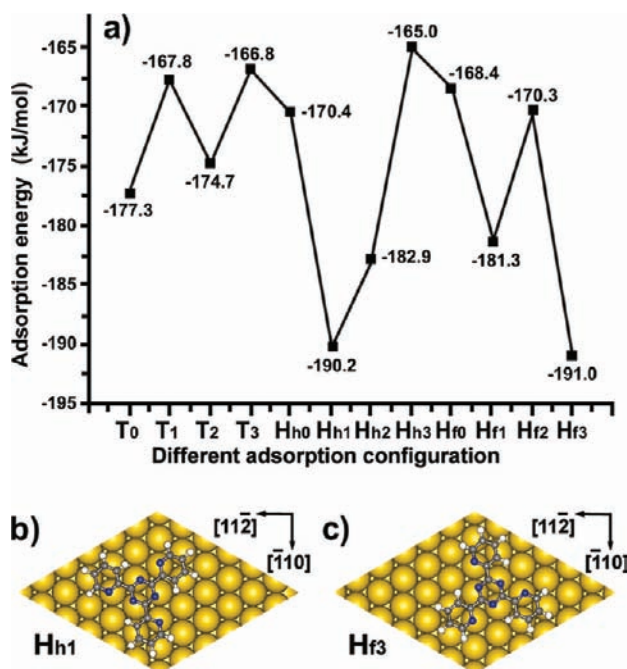 a)
Adsorption energy (kJ/mol)
-165
-170
-175
-180
-185
-190
-195
-177.3
-167.8
-174.7
-166.8
-170.4
-190.2
-182.9
-165.0
-168.4
-181.3
-170.3
-191.0
T0 T1 T2 T3 Hh0 Hh1 Hh2 Hh3 Hf0 Hf1 Hf2 Hf3
Different adsorption configuration
b)
[112̄]
[1̄10]
Hh1
c)
[112̄]
[1̄10]
Hf3